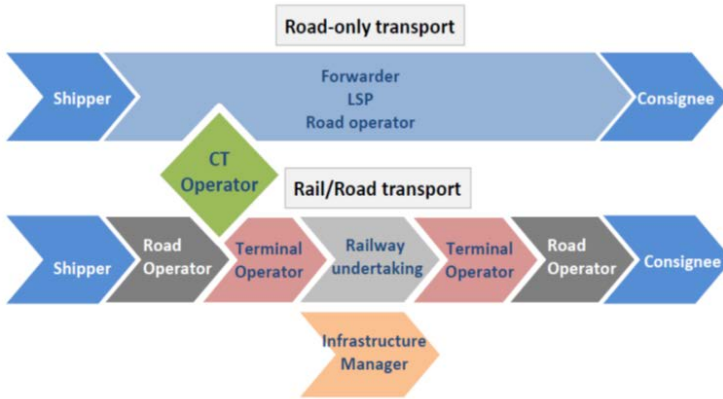 Road-only transport
Shipper
Forwarder
LSP
Road operator
Consignee
CT
Operator
Rail/Road transport
Shipper
Road
Operator
Terminal
Operator
Railway
undertaking
Terminal
Operator
Road
Operator
Consignee
Infrastructure
Manager